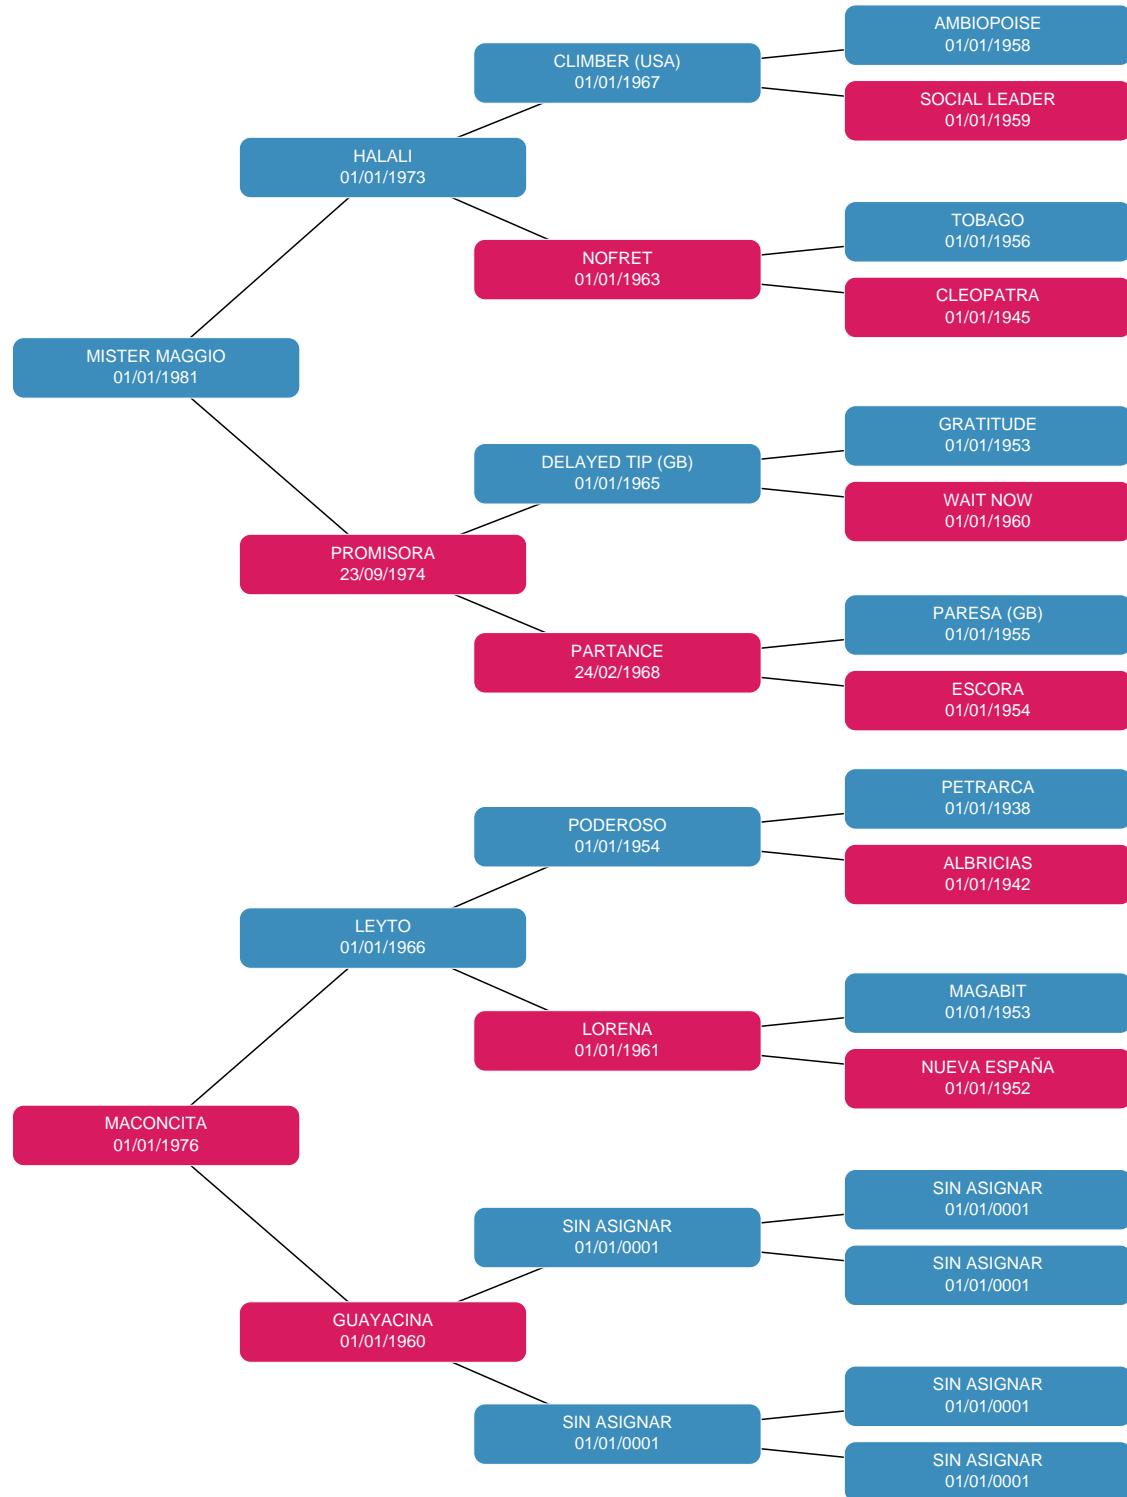 AMBIOPOISE
01/01/1958
CLIMBER (USA)
01/01/1967
SOCIAL LEADER
01/01/1959
HALALI
01/01/1973
TOBAGO
01/01/1956
NOFRET
01/01/1963
CLEOPATRA
01/01/1945
MISTER MAGGIO
01/01/1981
GRATITUDE
01/01/1953
DELAYED TIP (GB)
01/01/1965
WAIT NOW
01/01/1960
PROMISORA
23/09/1974
PARESA (GB)
01/01/1955
PARTANCE
24/02/1968
ESCORA
01/01/1954
PETRARCA
01/01/1938
PODEROSO
01/01/1954
ALBRICIAS
01/01/1942
LEYTO
01/01/1966
MAGABIT
01/01/1953
LORENA
01/01/1961
NUEVA ESPAÑA
01/01/1952
MACONCITA
01/01/1976
SIN ASIGNAR
01/01/0001
SIN ASIGNAR
01/01/0001
SIN ASIGNAR
01/01/0001
GUAYACINA
01/01/1960
SIN ASIGNAR
01/01/0001
SIN ASIGNAR
01/01/0001
SIN ASIGNAR
01/01/0001